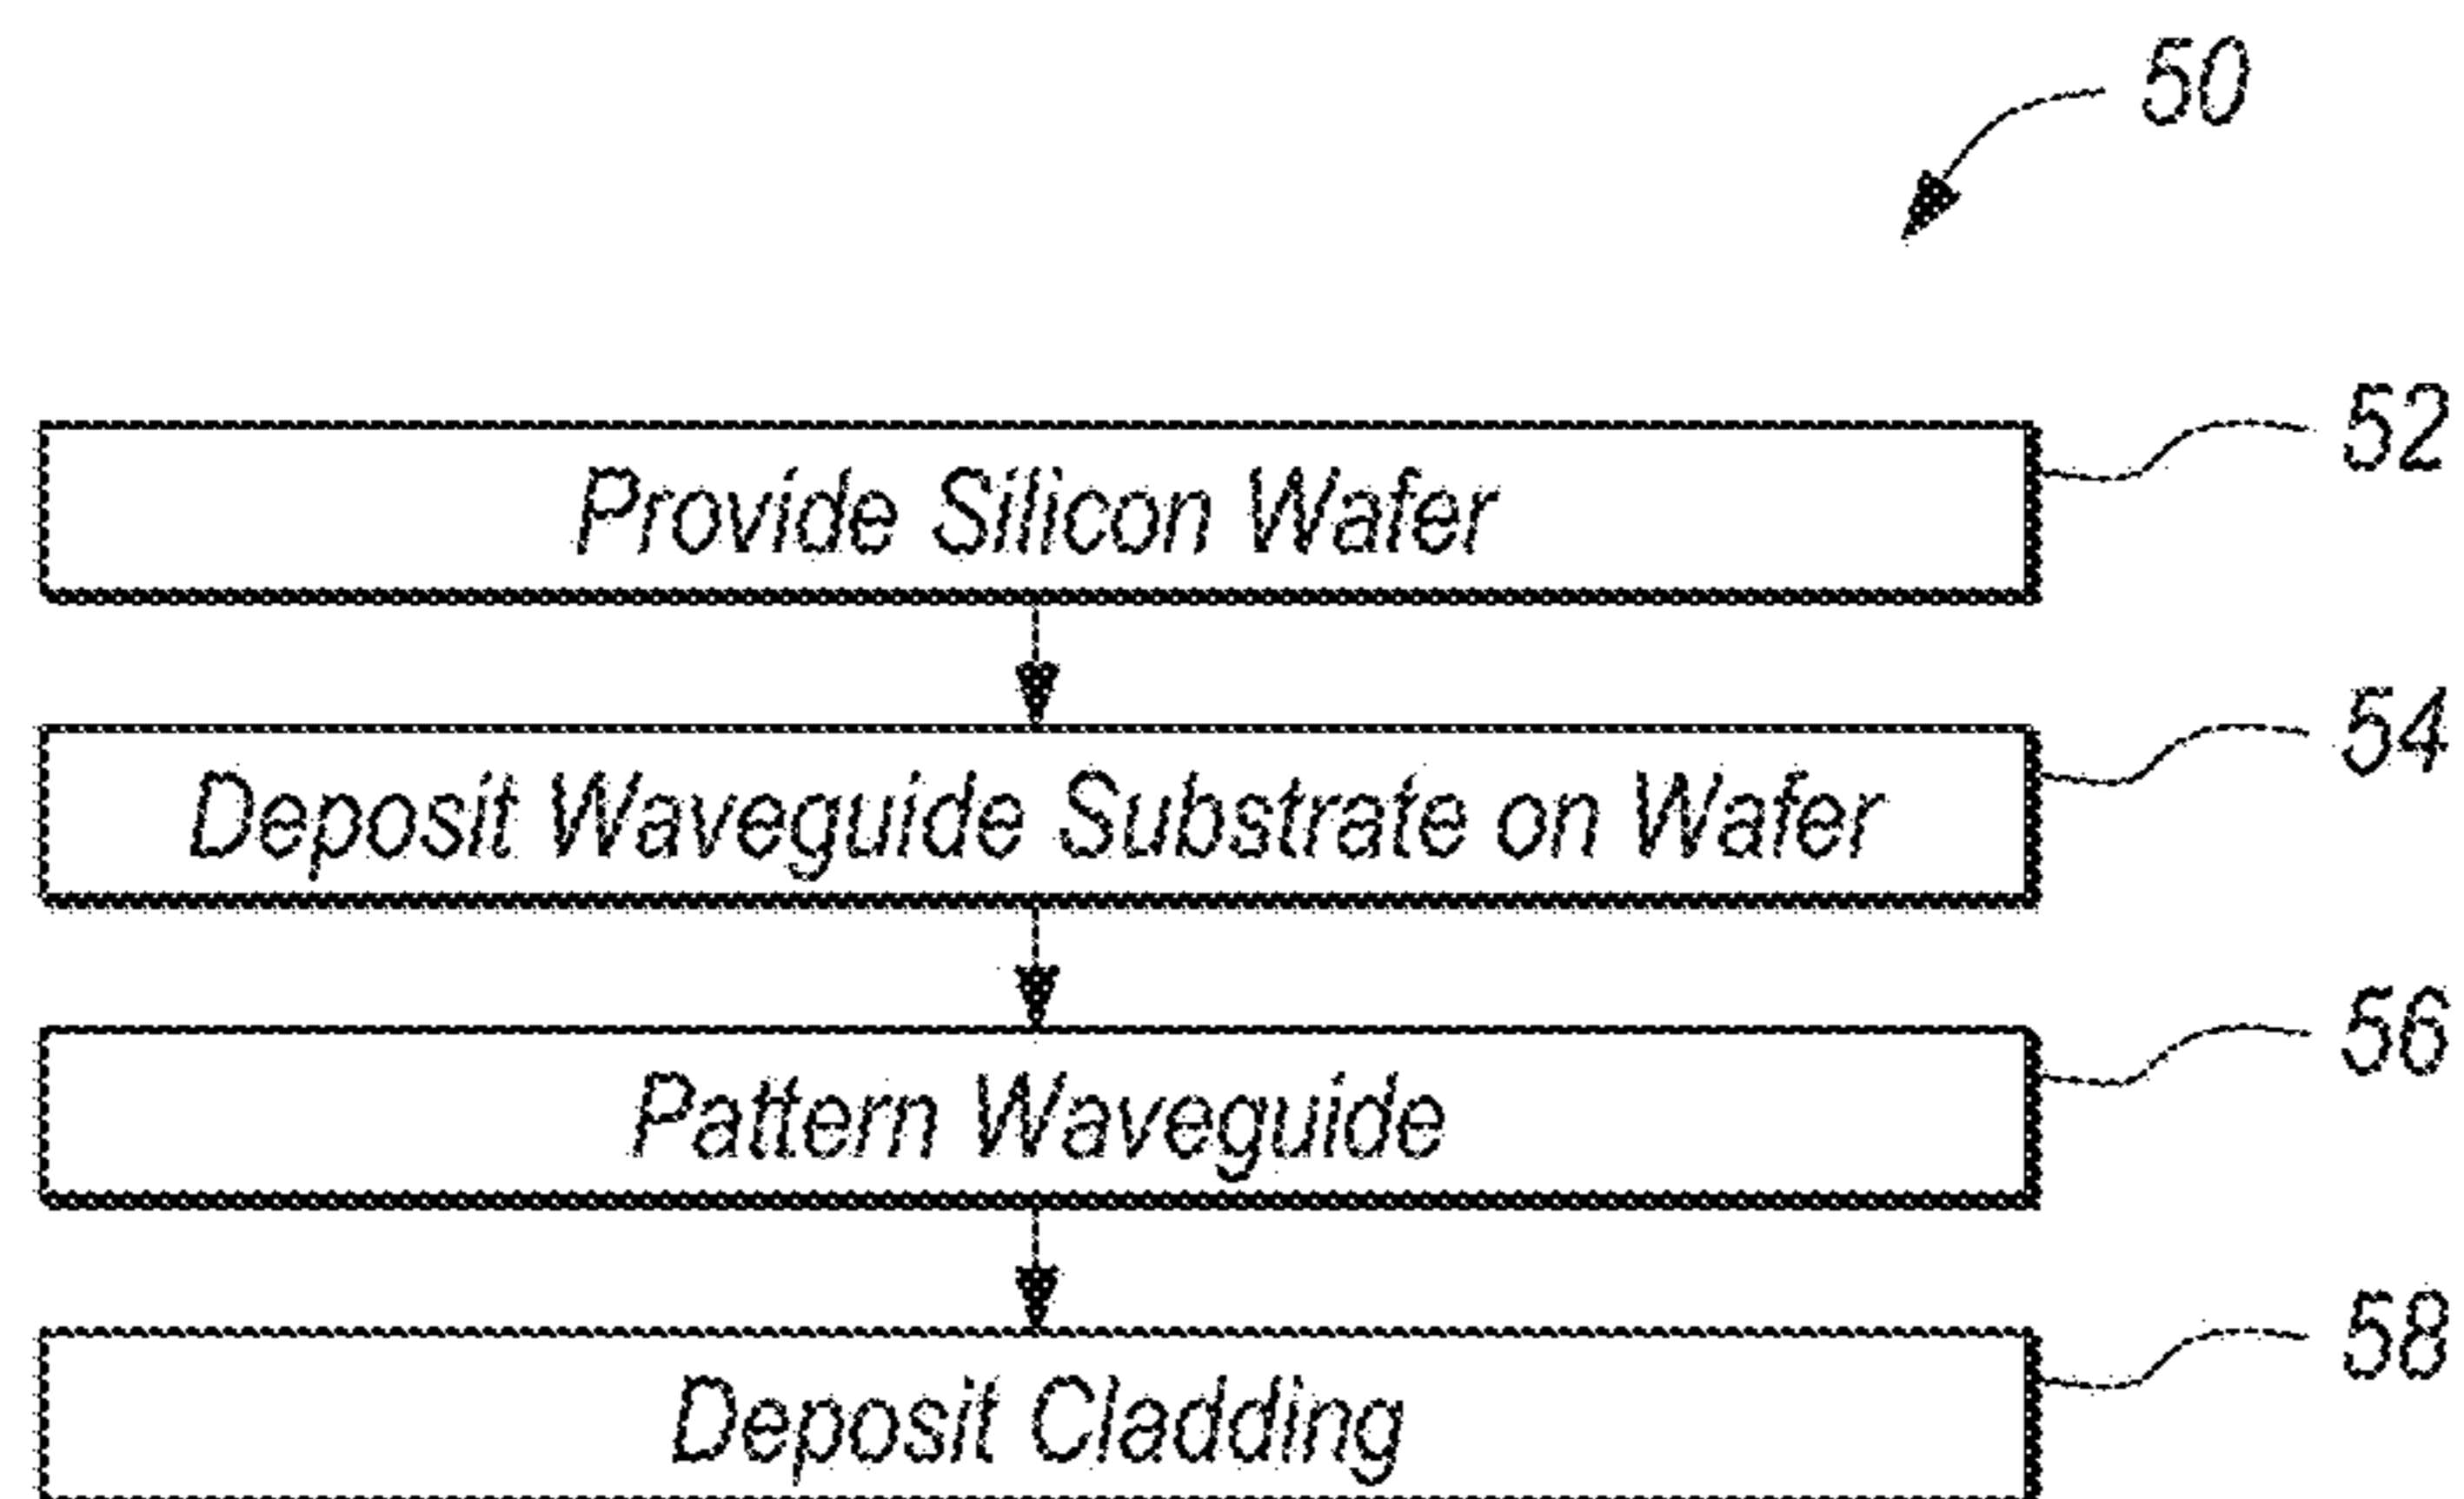 50
52
Provide Silicon Wafer
54
Deposit Waveguide Substrate on Wafer
56
Pattern Waveguide
58
Deposit Cladding